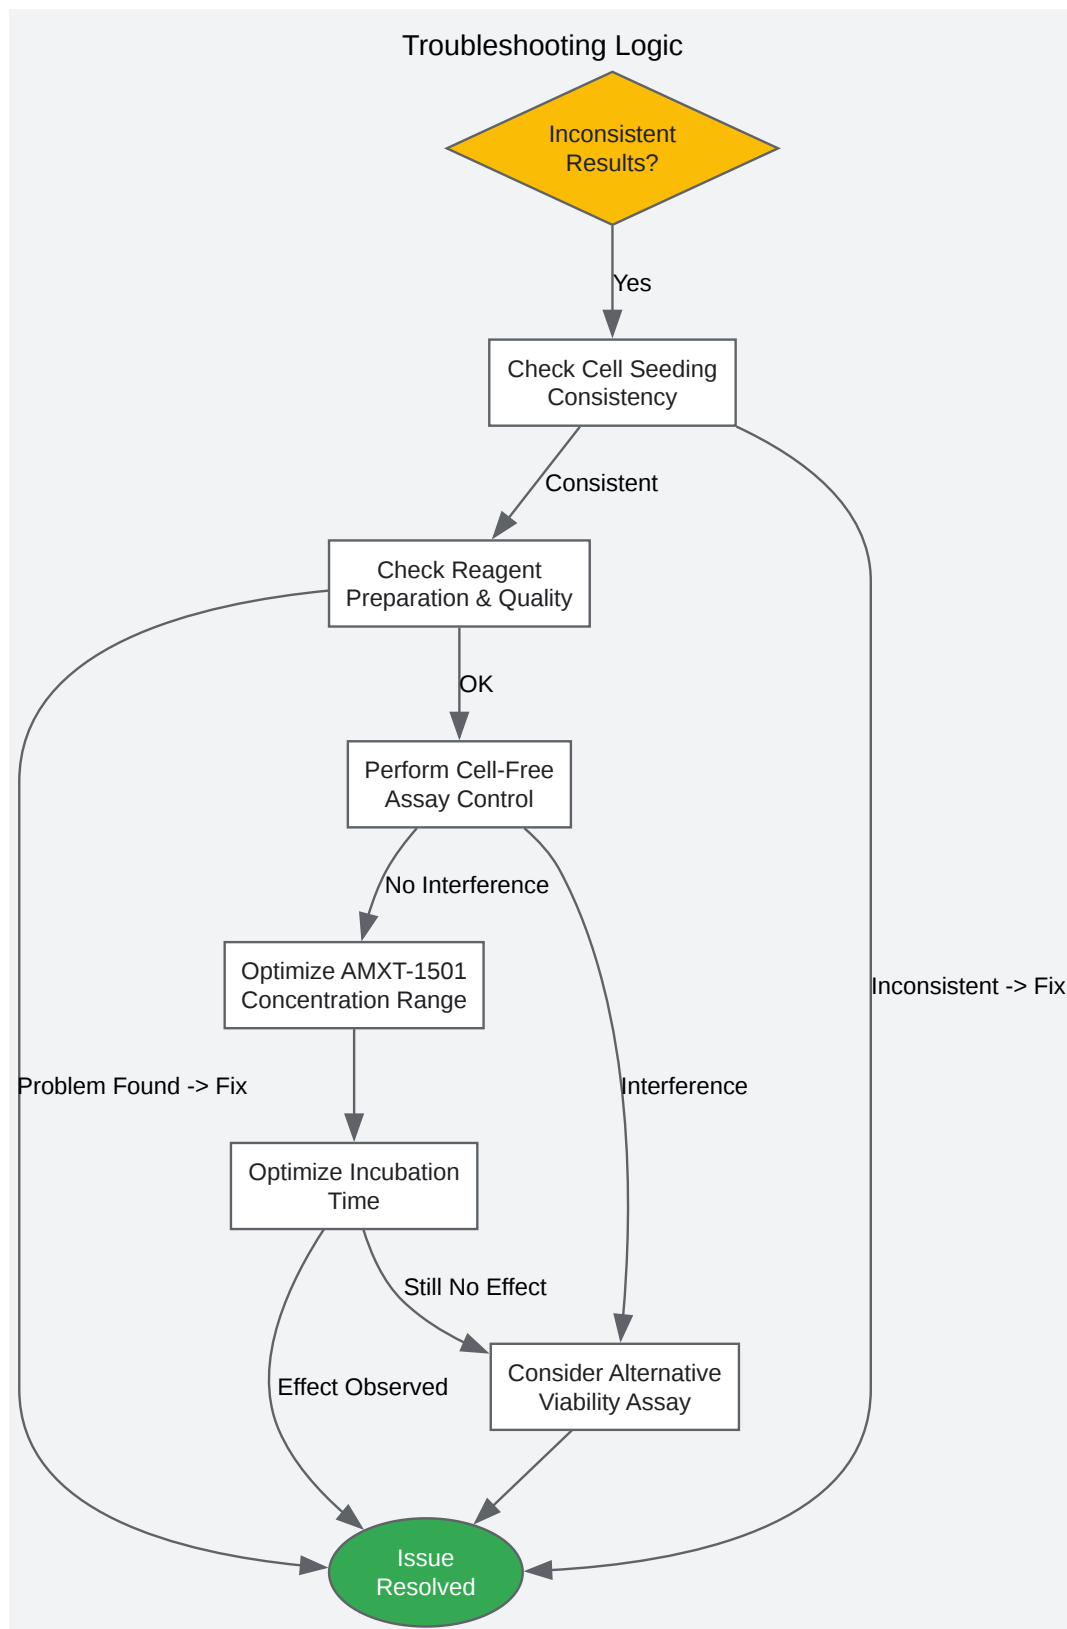 Troubleshooting Logic
Inconsistent
Results?
Yes
Check Cell Seeding
Consistency
Consistent
Check Reagent
Preparation & Quality
OK
Perform Cell-Free
Assay Control
No Interference
Optimize AMXT-1501
Concentration Range
Inconsistent -> Fix
Problem Found -> Fix
Interference
Optimize Incubation
Time
Still No Effect
Consider Alternative
Viability Assay
Effect Observed
Issue
Resolved